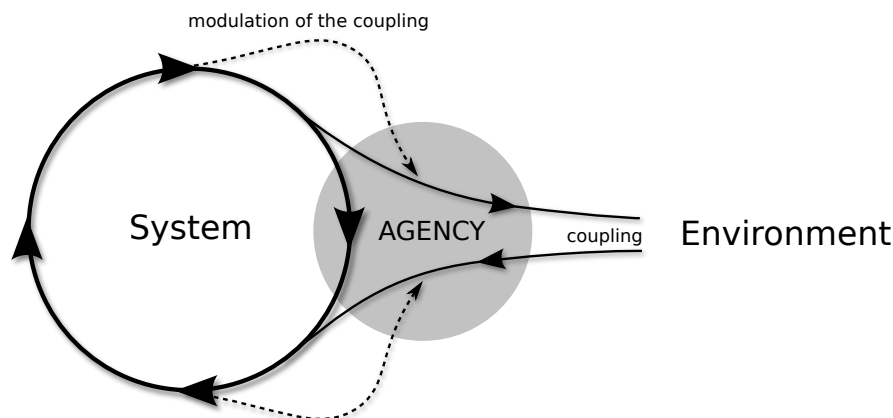 modulation of the coupling
System
AGENCY
coupling
Environment